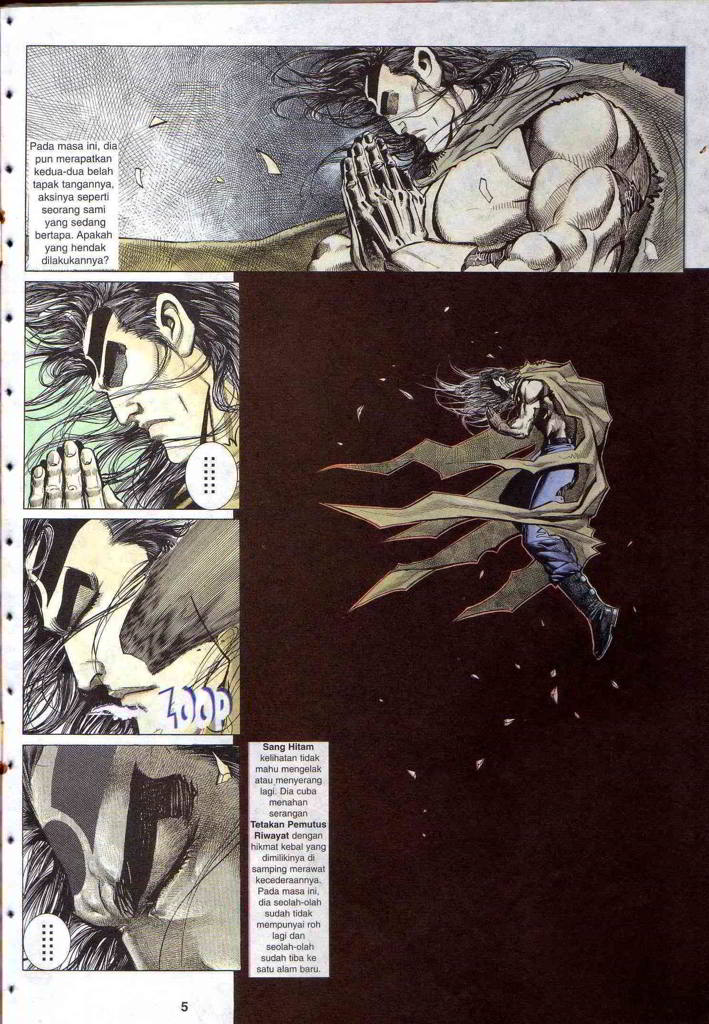 Pada masa ini, dia
pun merapatkan
kedua-dua belah
tapak tangannya,
aksinya seperti
seorang sami
yang sedang
bertapa. Apakah
yang hendak
dilakukannya?
ZOOP
Sang Hitam
kelihatan tidak
mahu mengelak
atau menyerang
lagi. Dia cuba
menahan
serangan
Tetakan Pemutus
Riwayat dengan
hikmat kebal yang
dimilikinya di
samping merawat
kecederaannya.
Pada masa ini,
dia seolah-olah
sudah tidak
mempunyai roh
lagi dan
seolah-olah
sudah tiba ke
satu alam baru.
5